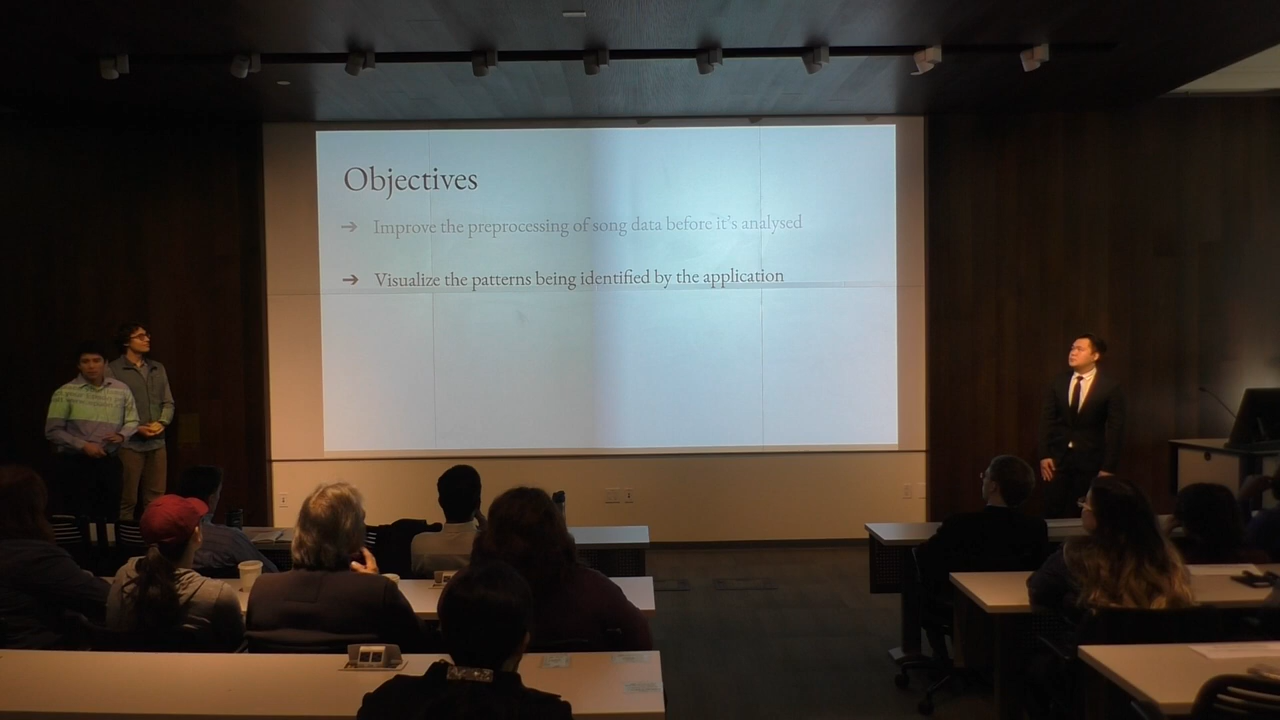 Objectives
➔ Improve the preprocessing of song data before it's analysed
➔ Visualize the patterns being identified by the application